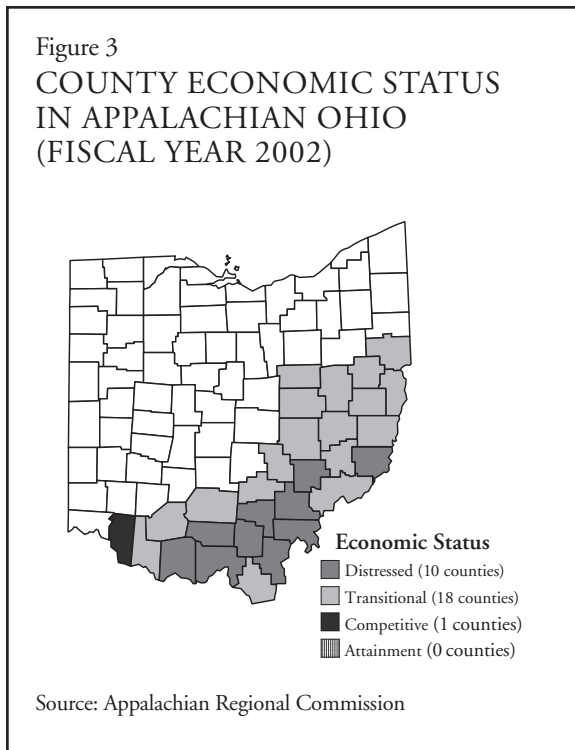 Figure 3
COUNTY ECONOMIC STATUS
IN APPALACHIAN OHIO
(FISCAL YEAR 2002)
Economic Status
Distressed (10 counties)
Transitional (18 counties)
Competitive (1 counties)
Attainment (0 counties)
Source: Appalachian Regional Commission